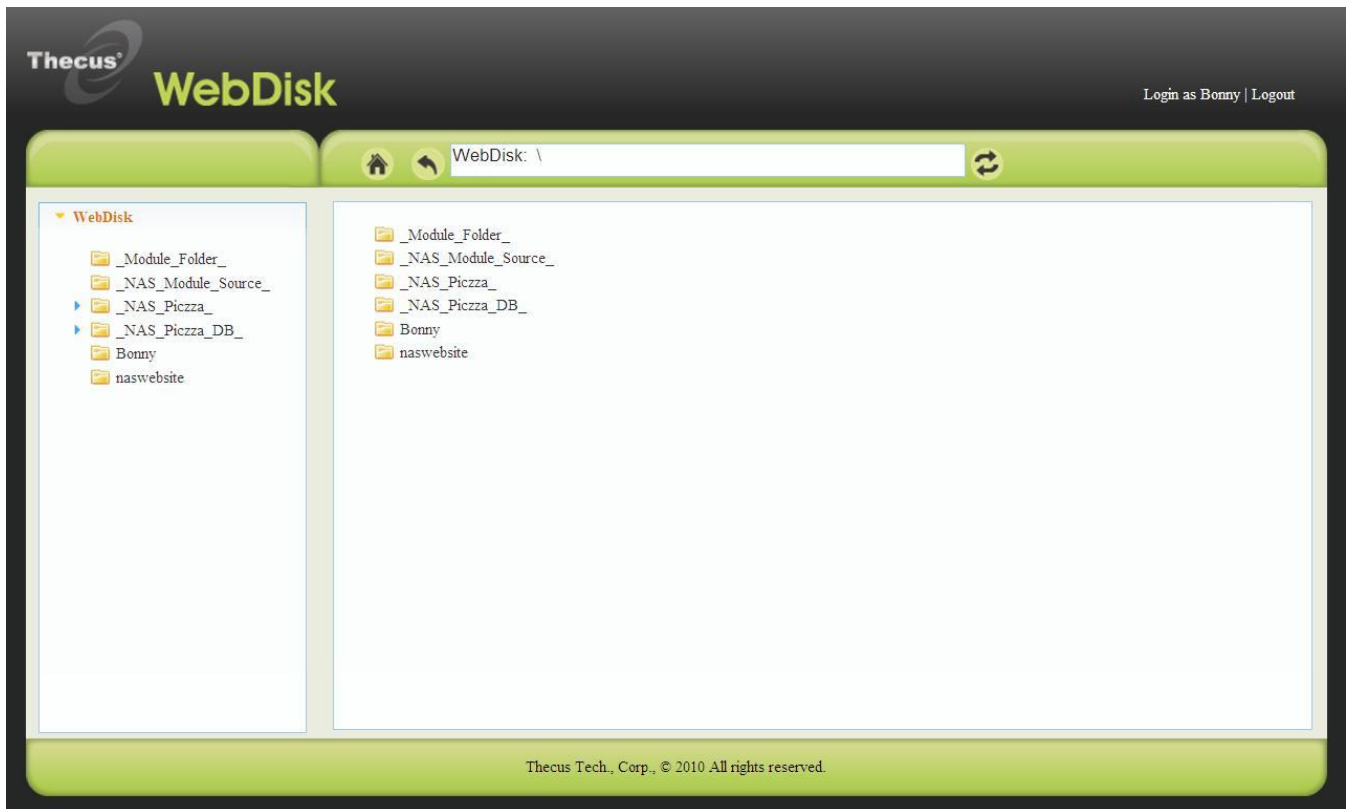 Thecus®
WebDisk
Login as Bonny | Logout
WebDisk: \
WebDisk
_Module_Folder_
_NAS_Module_Source_
_NAS_Piczza_
_NAS_Piczza_DB_
Bonny
naswebsite
_Module_Folder_
_NAS_Module_Source_
_NAS_Piczza_
_NAS_Piczza_DB_
Bonny
naswebsite
Thecus Tech., Corp., © 2010 All rights reserved.